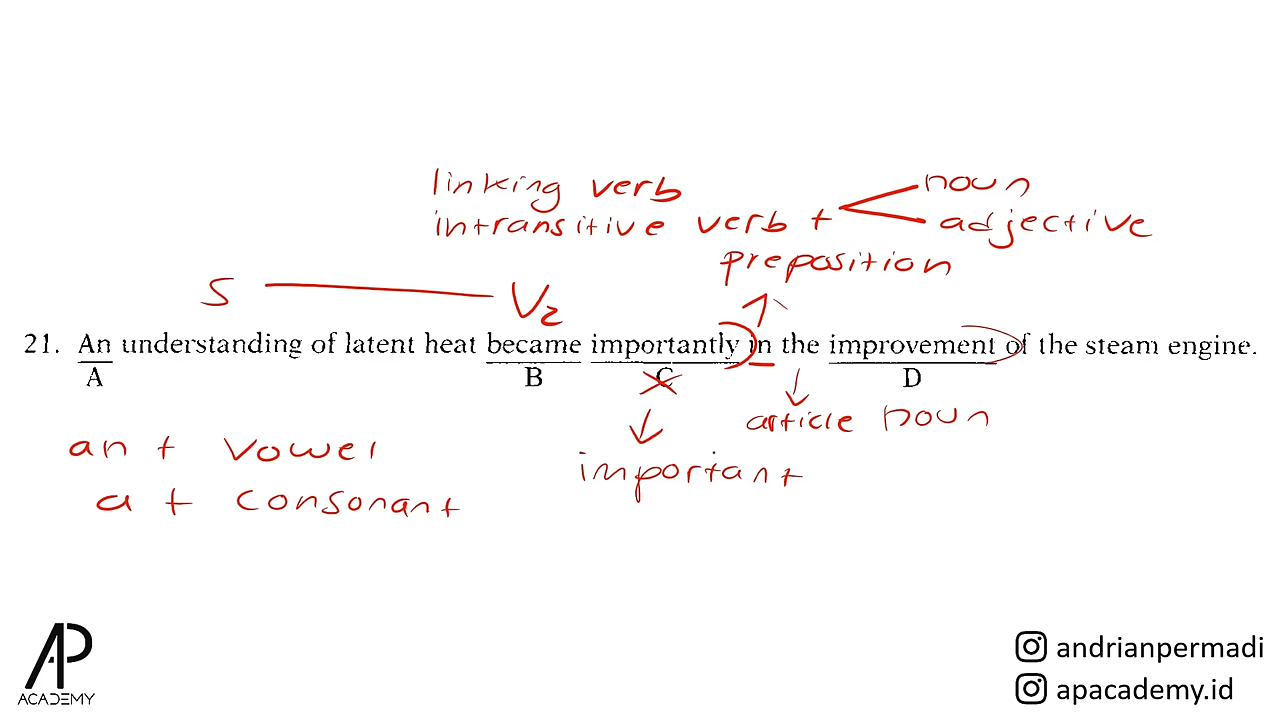 linking verb
intransitive verb + noun
adjective
preposition
S V2
21. An understanding of latent heat became importantly in the improvement of the steam engine.
A B C D
article noun
an + vowel
important
a + consonant
AP
ACADEMY
andrianpermadi
apacademy.id